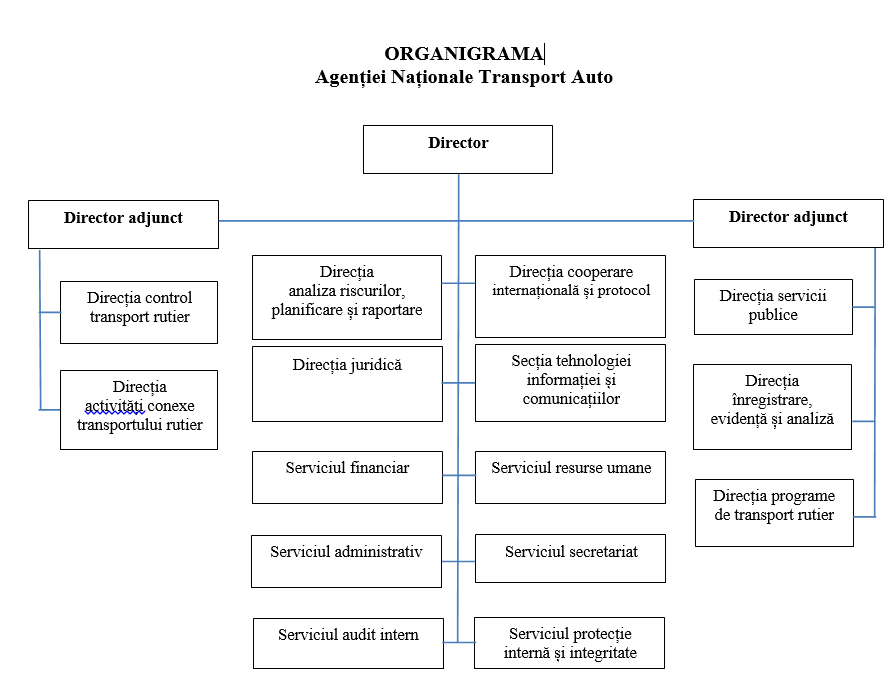 ORGANIGRAMA
Agenției Naționale Transport Auto
Director
Director adjunct
Director adjunct
Direcția control
transport rutier
Direcția
activități conexe
transportului rutier
Direcția
analiza riscurilor,
planificare și raportare
Direcția cooperare
internațională și protocol
Direcția juridică
Secția tehnologiei
informației și
comunicațiilor
Serviciul financiar
Serviciul resurse umane
Serviciul administrativ
Serviciul secretariat
Serviciul audit intern
Serviciul protecție
internă și integritate
Direcția servicii
publice
Direcția
înregistrare,
evidență și analiză
Direcția programe
de transport rutier